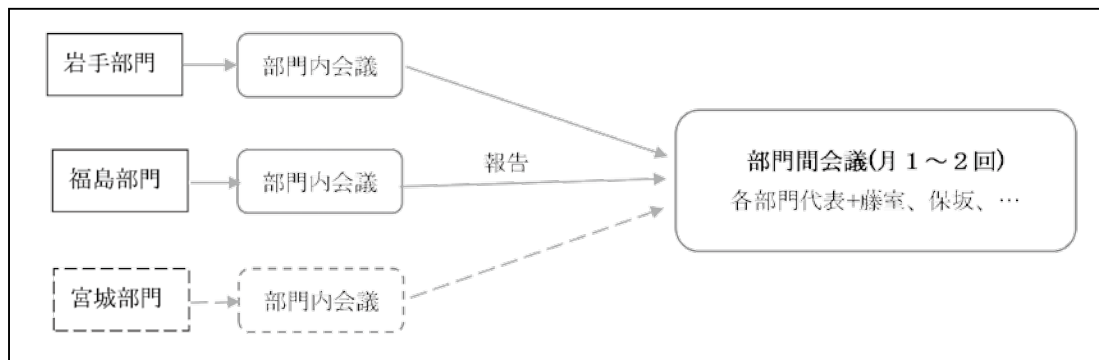 岩手部門
部門内会議
福島部門
部門内会議
報告
部門間会議(月１～２回)
各部門代表+藤室、保坂、…
宮城部門
部門内会議